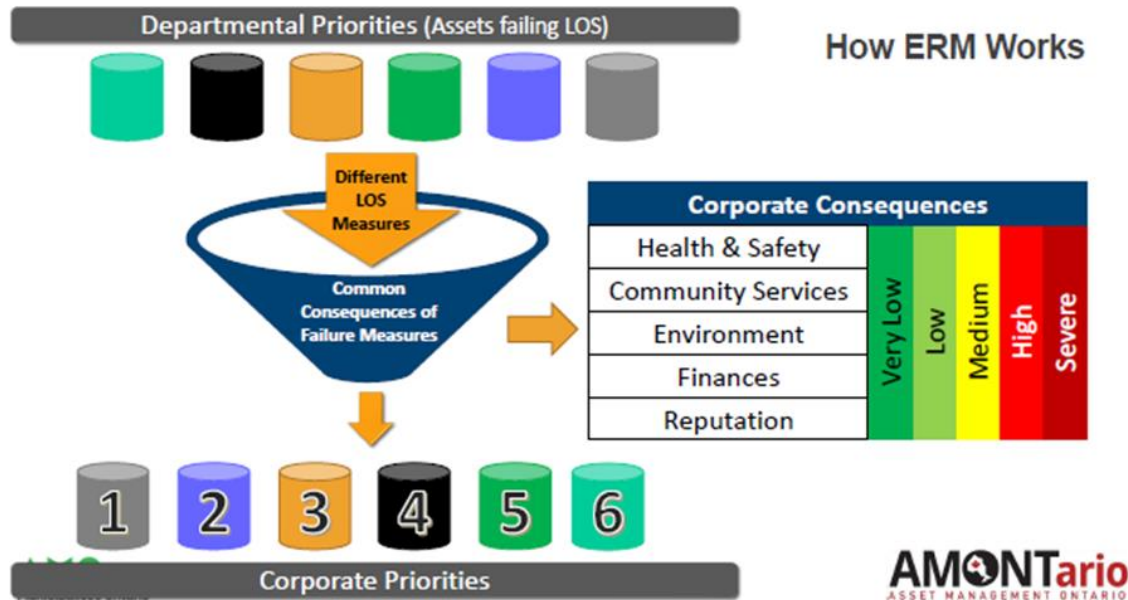 Departmental Priorities (Assets failing LOS)
How ERM Works
Different
LOS
Measures
Common
Consequences of
Failure Measures
Corporate Consequences
Health & Safety
Community Services
Environment
Finances
Reputation
Very Low
Low
Medium
High
Severe
1 2 3 4 5 6
Corporate Priorities
AMONTario
ASSET MANAGEMENT ONTARIO